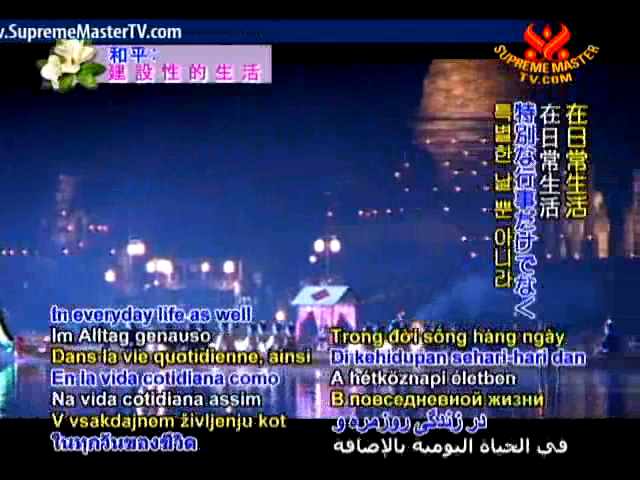 .SupremeMasterTV.com
和平：
建設性的生活
SUPREME MASTER
TV.COM
在日常生活
在日常生活
特別な何事だけでなく
특별한 날 뿐 아니라
In everyday life as well
Im Alltag genauso
Dans la vie quotidienne, ainsi
En la vida cotidiana como
Na vida cotidiana assim
V vsakdajnem življenju kot
ในทุกวันของชีวิต
Trong đời sống hàng ngày
Di kehidupan sehari-hari dan
A hétköznapi életben
В повседневной жизни
در زندگی روزمره و
في الحياة اليومية بالإضافة